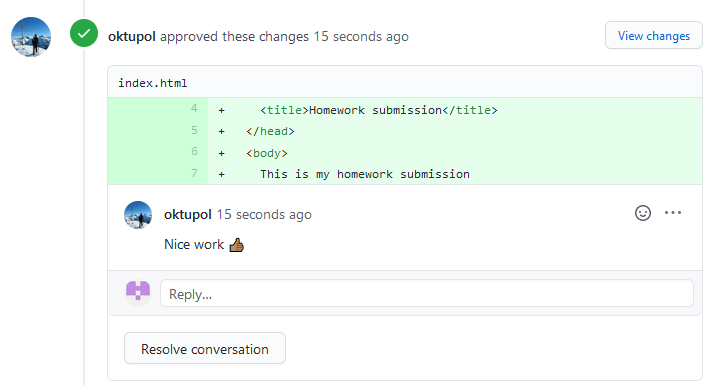 oktupol approved these changes 15 seconds ago
View changes
index.html
4 + <title>Homework submission</title>
5 + </head>
6 + <body>
7 + This is my homework submission
oktupol 15 seconds ago
Nice work 👍🏾
Reply...
Resolve conversation